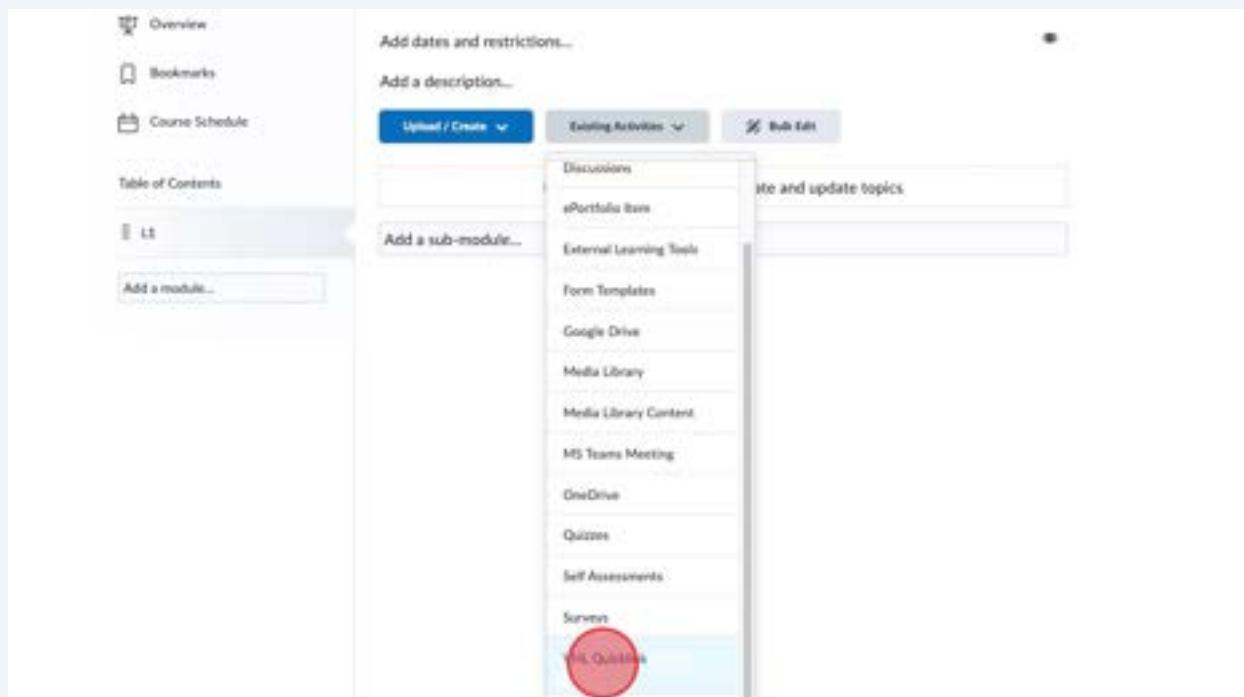 Overview
Add dates and restrictions...
Bookmarks
Add a description...
Course Schedule
Upload / Create
Existing Activities
Bulk Edit
Table of Contents
Discussions
ate and update topics
ePortfolio Item
L1
Add a sub-module...
External Learning Tools
Add a module...
Form Templates
Google Drive
Media Library
Media Library Content
MS Teams Meeting
OneDrive
Quizzes
Self Assessments
Surveys
VHL Quicklink